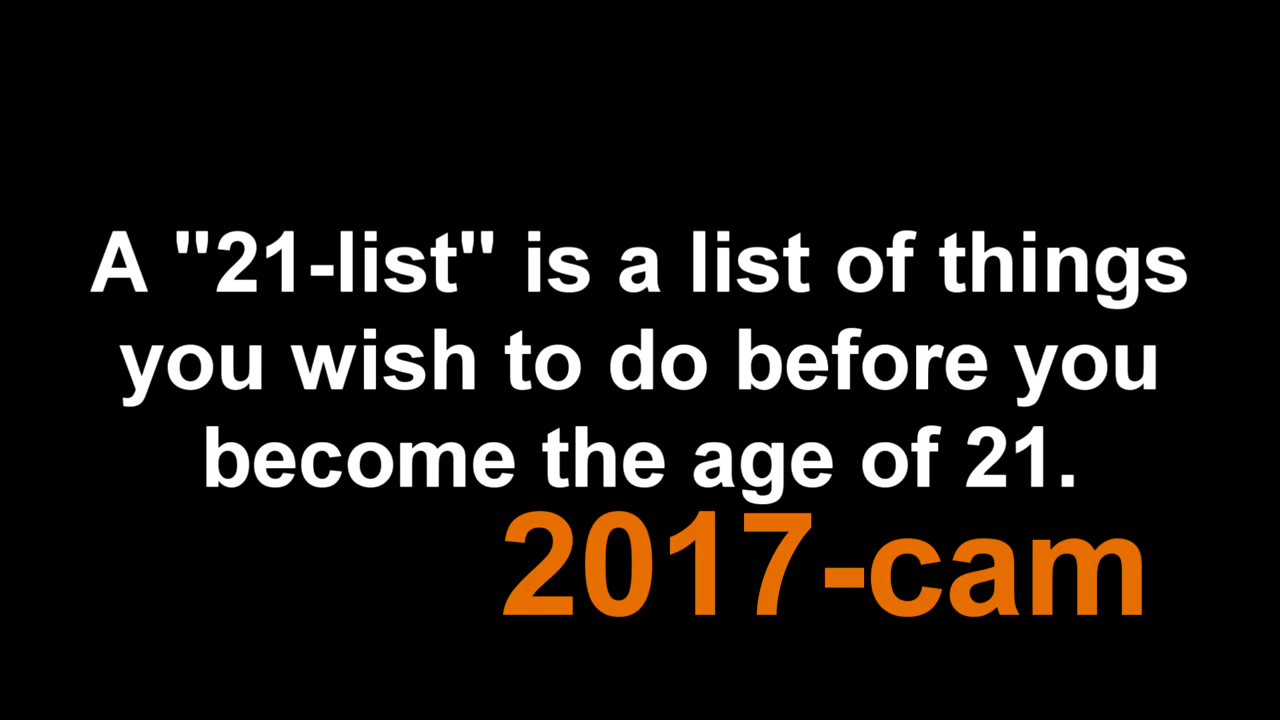 A "21-list" is a list of things
you wish to do before you
become the age of 21.
2017-cam